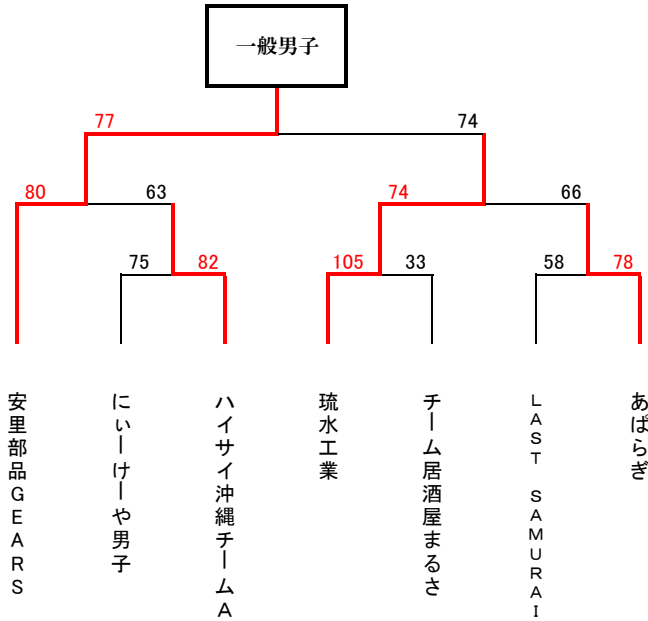 一般男子
77
74
80
63
74
66
75
82
105
33
58
78
安里部品GEARS
にぃーけーや男子
ハイサイ沖縄チームA
琉水工業
チーム居酒屋まるさ
LAST SAMURAI
あぱらぎ